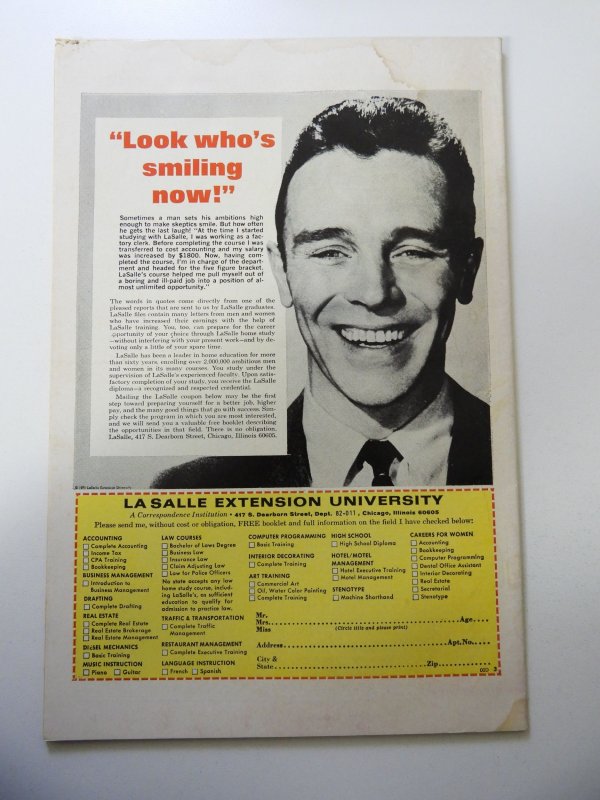 “Look who’s
smiling
now!”
Sometimes a man sets his ambitions high
enough to make skeptics smile. But how often
he gets the last laugh! “At the time I started
studying with LaSalle, I was working as a fac-
tory clerk. Before completing the course I was
transferred to cost accounting and my salary
was increased by $1800. Now, having com-
pleted the course, I’m in charge of the depart-
ment and headed for the five figure bracket.
LaSalle’s course helped me pull myself out of
a boring and ill-paid job into a position of al-
most unlimited opportunity.”
The words in quotes come directly from one of the
pleased reports that are sent to us by LaSalle graduates.
LaSalle files contain many letters from men and women
who have increased their earnings with the help of
LaSalle training. You, too, can prepare for the career
opportunity of your choice through LaSalle home study
—without interfering with your present work—and by de-
voting only a little of your spare time.
LaSalle has been a leader in home education for more
than sixty years, enrolling over 2,000,000 ambitious men
and women in its many courses. You study under the
supervision of LaSalle’s experienced faculty. Upon satis-
factory completion of your study, you receive the LaSalle
diploma—a recognized and respected credential.
Mailing the LaSalle coupon below may be the first
step toward preparing yourself for a better job, higher
pay, and the many good things that go with success. Sim-
ply check the program in which you are most interested,
and we will send you a valuable free booklet describing
the opportunities in that field. There is no obligation.
LaSalle, 417 S. Dearborn Street, Chicago, Illinois 60605.
LaSalle Extension University
LA SALLE EXTENSION UNIVERSITY
A Correspondence Institution • 417 S. Dearborn Street, Dept. 82-011, Chicago, Illinois 60605
Please send me, without cost or obligation, FREE booklet and full information on the field I have checked below:
ACCOUNTING
Complete Accounting
Income Tax
CPA Training
Bookkeeping
BUSINESS MANAGEMENT
Introduction to
Business Management
DRAFTING
Complete Drafting
REAL ESTATE
Complete Real Estate
Real Estate Brokerage
Real Estate Management
DIESEL MECHANICS
Basic Training
MUSIC INSTRUCTION
Piano Guitar
LAW COURSES
Bachelor of Laws Degree
Business Law
Insurance Law
Claim Adjusting Law
Law for Police Officers
No state accepts any law
home study course, includ-
ing LaSalle’s, as sufficient
education to qualify for
admission to practice law.
TRAFFIC & TRANSPORTATION
Complete Traffic
Management
RESTAURANT MANAGEMENT
Complete Executive Training
LANGUAGE INSTRUCTION
French Spanish
COMPUTER PROGRAMMING
Basic Training
INTERIOR DECORATING
Complete Training
ART TRAINING
Commercial Art
Oil, Water Color Painting
Complete Training
HIGH SCHOOL
High School Diploma
HOTEL/MOTEL
MANAGEMENT
Hotel Executive Training
Motel Management
STENOTYPE
Machine Shorthand
CAREERS FOR WOMEN
Accounting
Bookkeeping
Computer Programming
Dental Office Assistant
Interior Decorating
Real Estate
Secretarial
Stenotype
Mr.
Mrs. Age
Miss (Circle title and please print)
Address Apt.No.
City &
State Zip
3